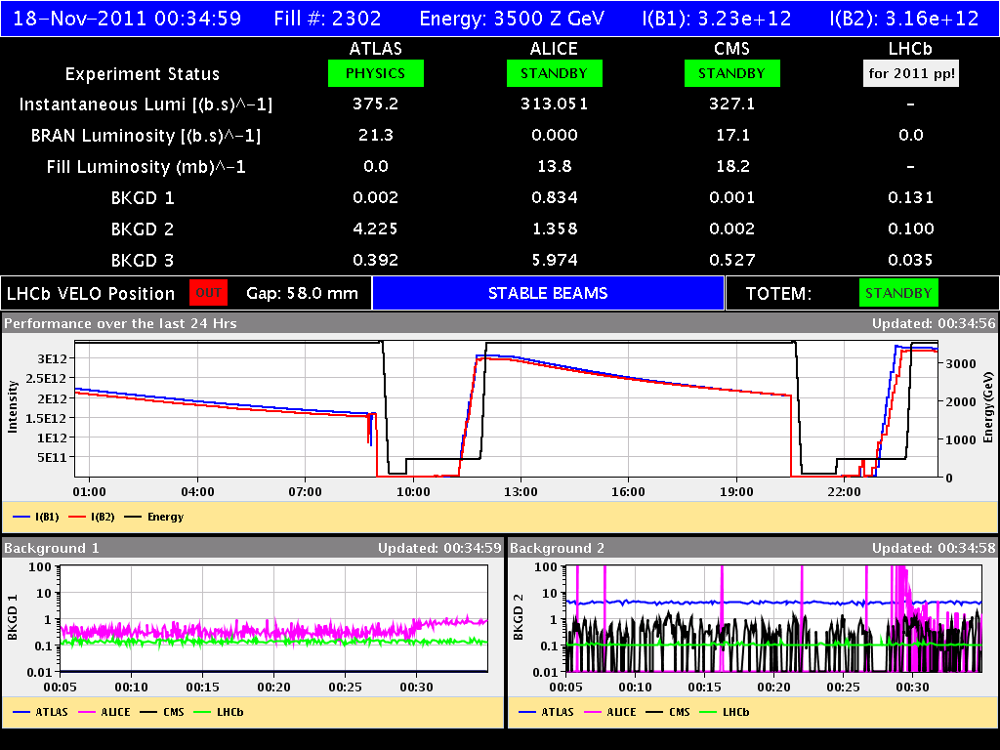 18-Nov-2011 00:34:59 Fill #: 2302 Energy: 3500 Z GeV I(B1): 3.23e+12 I(B2): 3.16e+12
ATLAS ALICE CMS LHCb
Experiment Status PHYSICS STANDBY STANDBY for 2011 pp!
Instantaneous Lumi [(b.s)^-1] 375.2 313.051 327.1 -
BRAN Luminosity [(b.s)^-1] 21.3 0.000 17.1 0.0
Fill Luminosity (mb)^-1 0.0 13.8 18.2 -
BKGD 1 0.002 0.834 0.001 0.131
BKGD 2 4.225 1.358 0.002 0.100
BKGD 3 0.392 5.974 0.527 0.035
LHCb VELO Position OUT Gap: 58.0 mm STABLE BEAMS TOTEM: STANDBY
Performance over the last 24 Hrs Updated: 00:34:56
Intensity
3E12
2.5E12
2E12
1.5E12
1E12
5E11
3000
2000
1000
0
Energy(GeV)
01:00 04:00 07:00 10:00 13:00 16:00 19:00 22:00
I(B1) I(B2) Energy
Background 1 Updated: 00:34:59
BKGD 1
100
10
1
0.1
0.01
00:05 00:10 00:15 00:20 00:25 00:30
ATLAS ALICE CMS LHCb
Background 2 Updated: 00:34:58
BKGD 2
100
10
1
0.1
0.01
00:05 00:10 00:15 00:20 00:25 00:30
ATLAS ALICE CMS LHCb